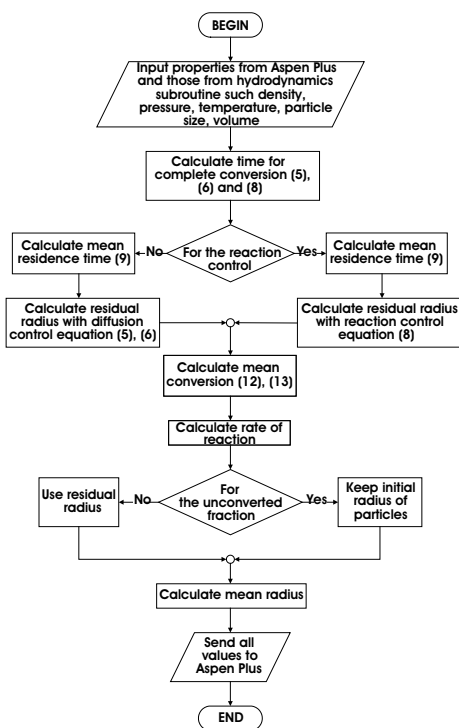 BEGIN
Input properties from Aspen Plus
and those from hydrodynamics
subroutine such density,
pressure, temperature, particle
size, volume
Calculate time for
complete conversion (5),
(6) and (8)
For the reaction
control
No
Yes
Calculate mean
residence time (9)
Calculate mean
residence time (9)
Calculate residual
radius with diffusion
control equation (5), (6)
Calculate residual radius
with reaction control
equation (8)
Calculate mean
conversion (12), (13)
Calculate rate of
reaction
For
the unconverted
fraction
No
Yes
Use residual
radius
Keep initial
radius of
particles
Calculate mean radius
Send all
values to
Aspen Plus
END